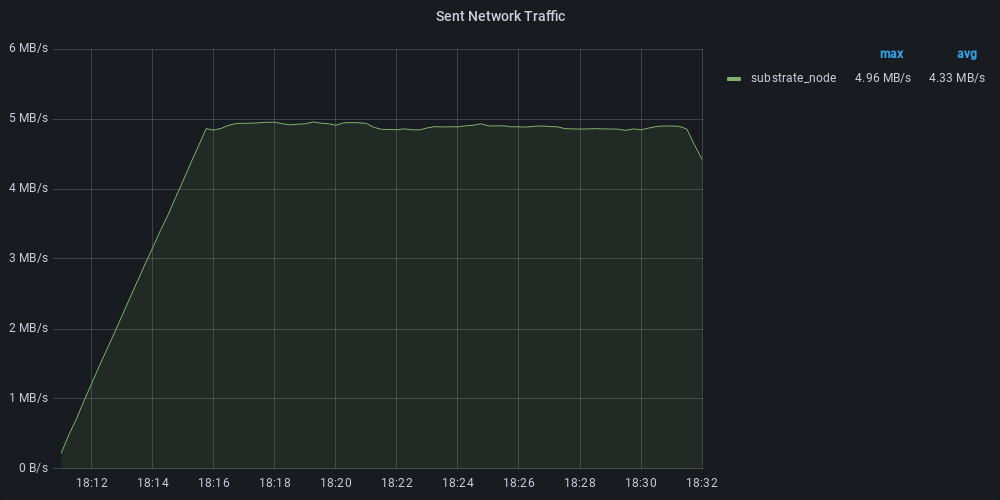 Sent Network Traffic
6 MB/s
5 MB/s
4 MB/s
3 MB/s
2 MB/s
1 MB/s
0 B/s
18:12 18:14 18:16 18:18 18:20 18:22 18:24 18:26 18:28 18:30 18:32
max avg
substrate_node 4.96 MB/s 4.33 MB/s